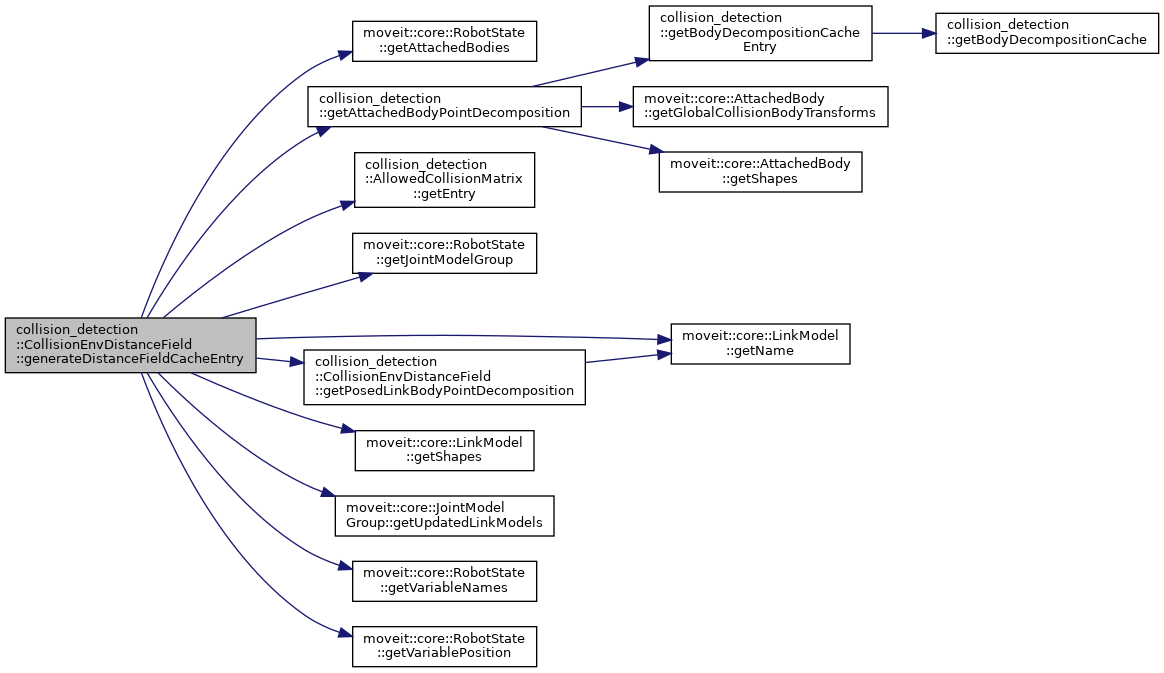 collision_detection
::CollisionEnvDistanceField
::generateDistanceFieldCacheEntry
moveit::core::RobotState
::getAttachedBodies
collision_detection
::getAttachedBodyPointDecomposition
collision_detection
::getBodyDecompositionCache
Entry
collision_detection
::getBodyDecompositionCache
moveit::core::AttachedBody
::getGlobalCollisionBodyTransforms
moveit::core::AttachedBody
::getShapes
collision_detection
::AllowedCollisionMatrix
::getEntry
moveit::core::RobotState
::getJointModelGroup
moveit::core::LinkModel
::getName
collision_detection
::CollisionEnvDistanceField
::getPosedLinkBodyPointDecomposition
moveit::core::LinkModel
::getShapes
moveit::core::JointModel
Group::getUpdatedLinkModels
moveit::core::RobotState
::getVariableNames
moveit::core::RobotState
::getVariablePosition